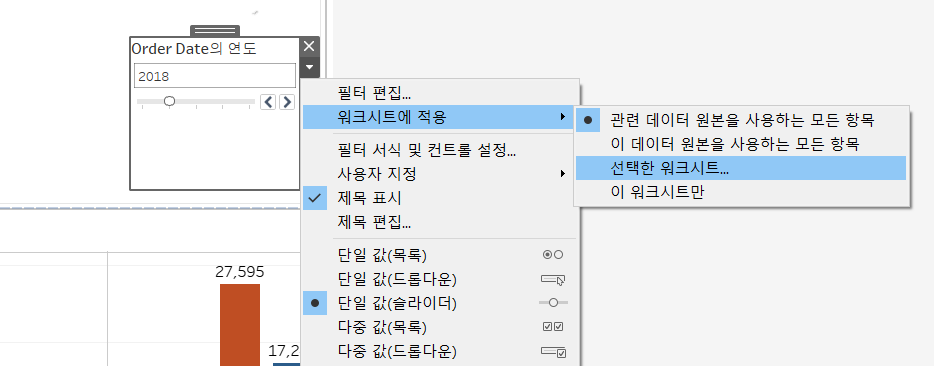 Order Date의 연도
2018
필터 편집...
워크시트에 적용
필터 서식 및 컨트롤 설정...
사용자 지정
제목 표시
제목 편집...
단일 값(목록)
단일 값(드롭다운)
단일 값(슬라이더)
다중 값(목록)
다중 값(드롭다운)
관련 데이터 원본을 사용하는 모든 항목
이 데이터 원본을 사용하는 모든 항목
선택한 워크시트...
이 워크시트만
27,595
17,2